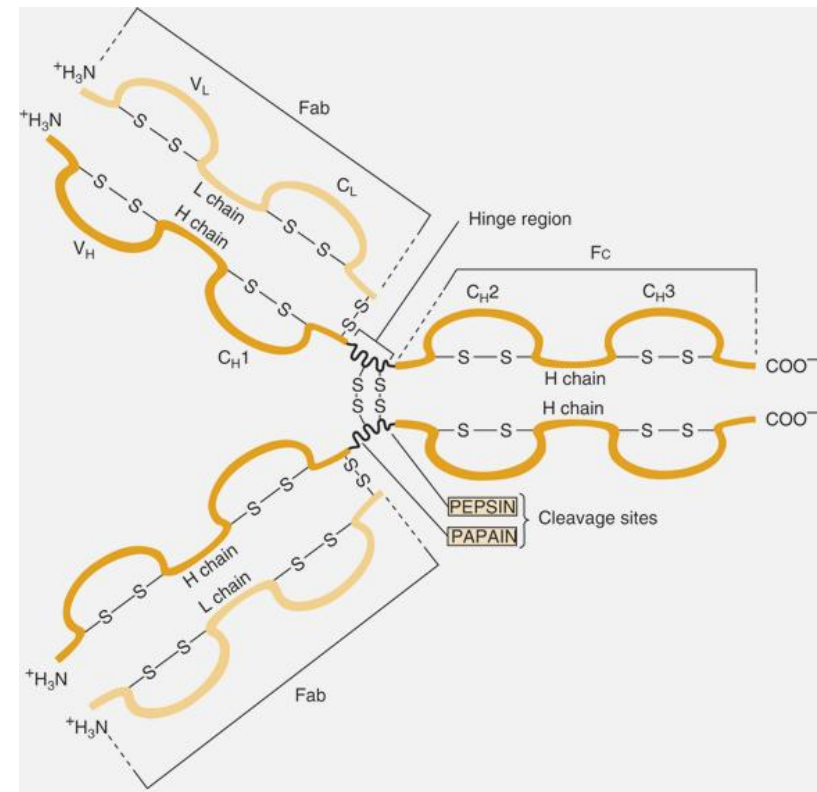 +H3N
VL
Fab
+H3N
S
S
L chain
CL
S
S
H chain
VH
S
S
Hinge region
Fc
S
S
CH1
S
S
CH2
CH3
S—S
S—S
COO–
H chain
S
S
S
S
H chain
S—S
S—S
COO–
S
S
PEPSIN
PAPAIN
Cleavage sites
S
S
H chain
S
S
L chain
S
S
S
S
+H3N
Fab
+H3N